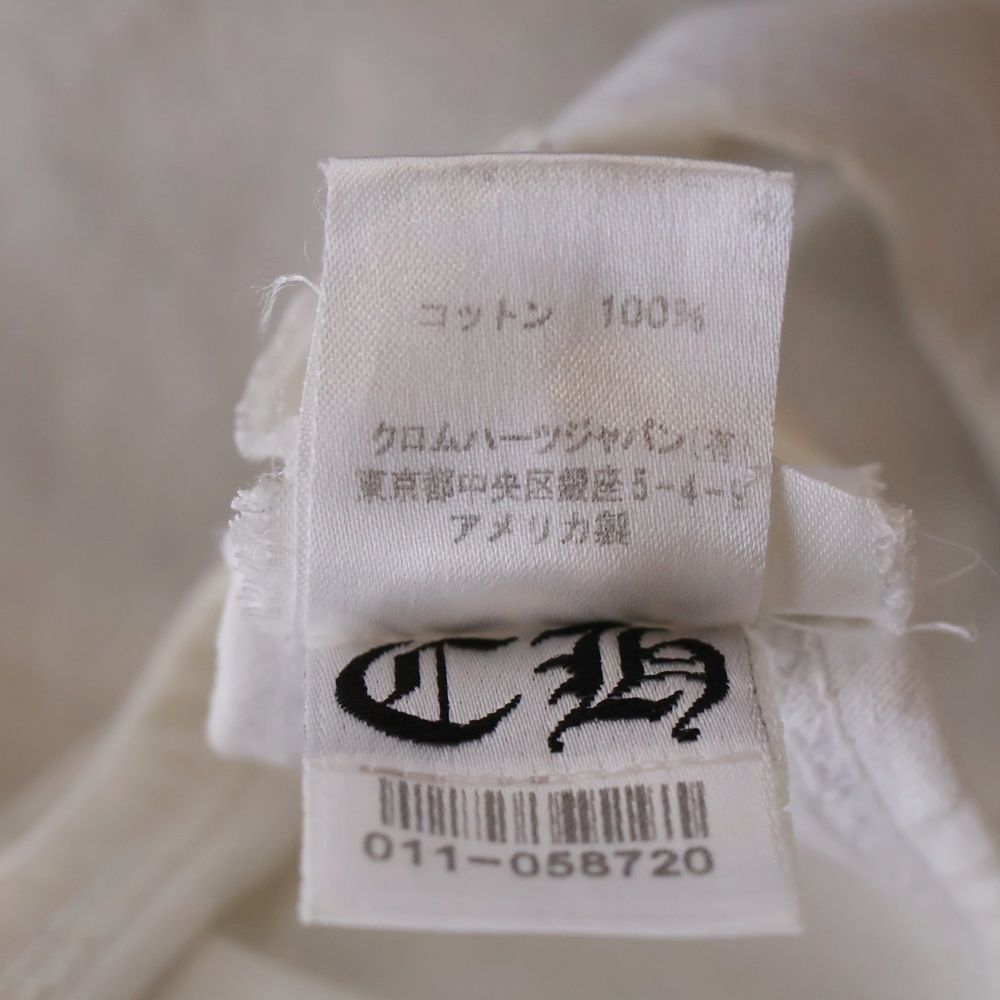 コットン 100%
クロムハーツジャパン(有
東京都中央区銀座5-4-9
アメリカ製
CH
011-058720